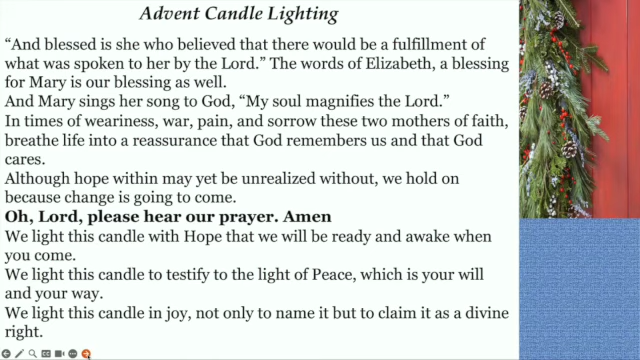 Advent Candle Lighting
“And blessed is she who believed that there would be a fulfillment of
what was spoken to her by the Lord.” The words of Elizabeth, a blessing
for Mary is our blessing as well.
And Mary sings her song to God, “My soul magnifies the Lord.”
In times of weariness, war, pain, and sorrow these two mothers of faith,
breathe life into a reassurance that God remembers us and that God
cares.
Although hope within may yet be unrealized without, we hold on
because change is going to come.
Oh, Lord, please hear our prayer. Amen
We light this candle with Hope that we will be ready and awake when
you come.
We light this candle to testify to the light of Peace, which is your will
and your way.
We light this candle in joy, not only to name it but to claim it as a divine
right.